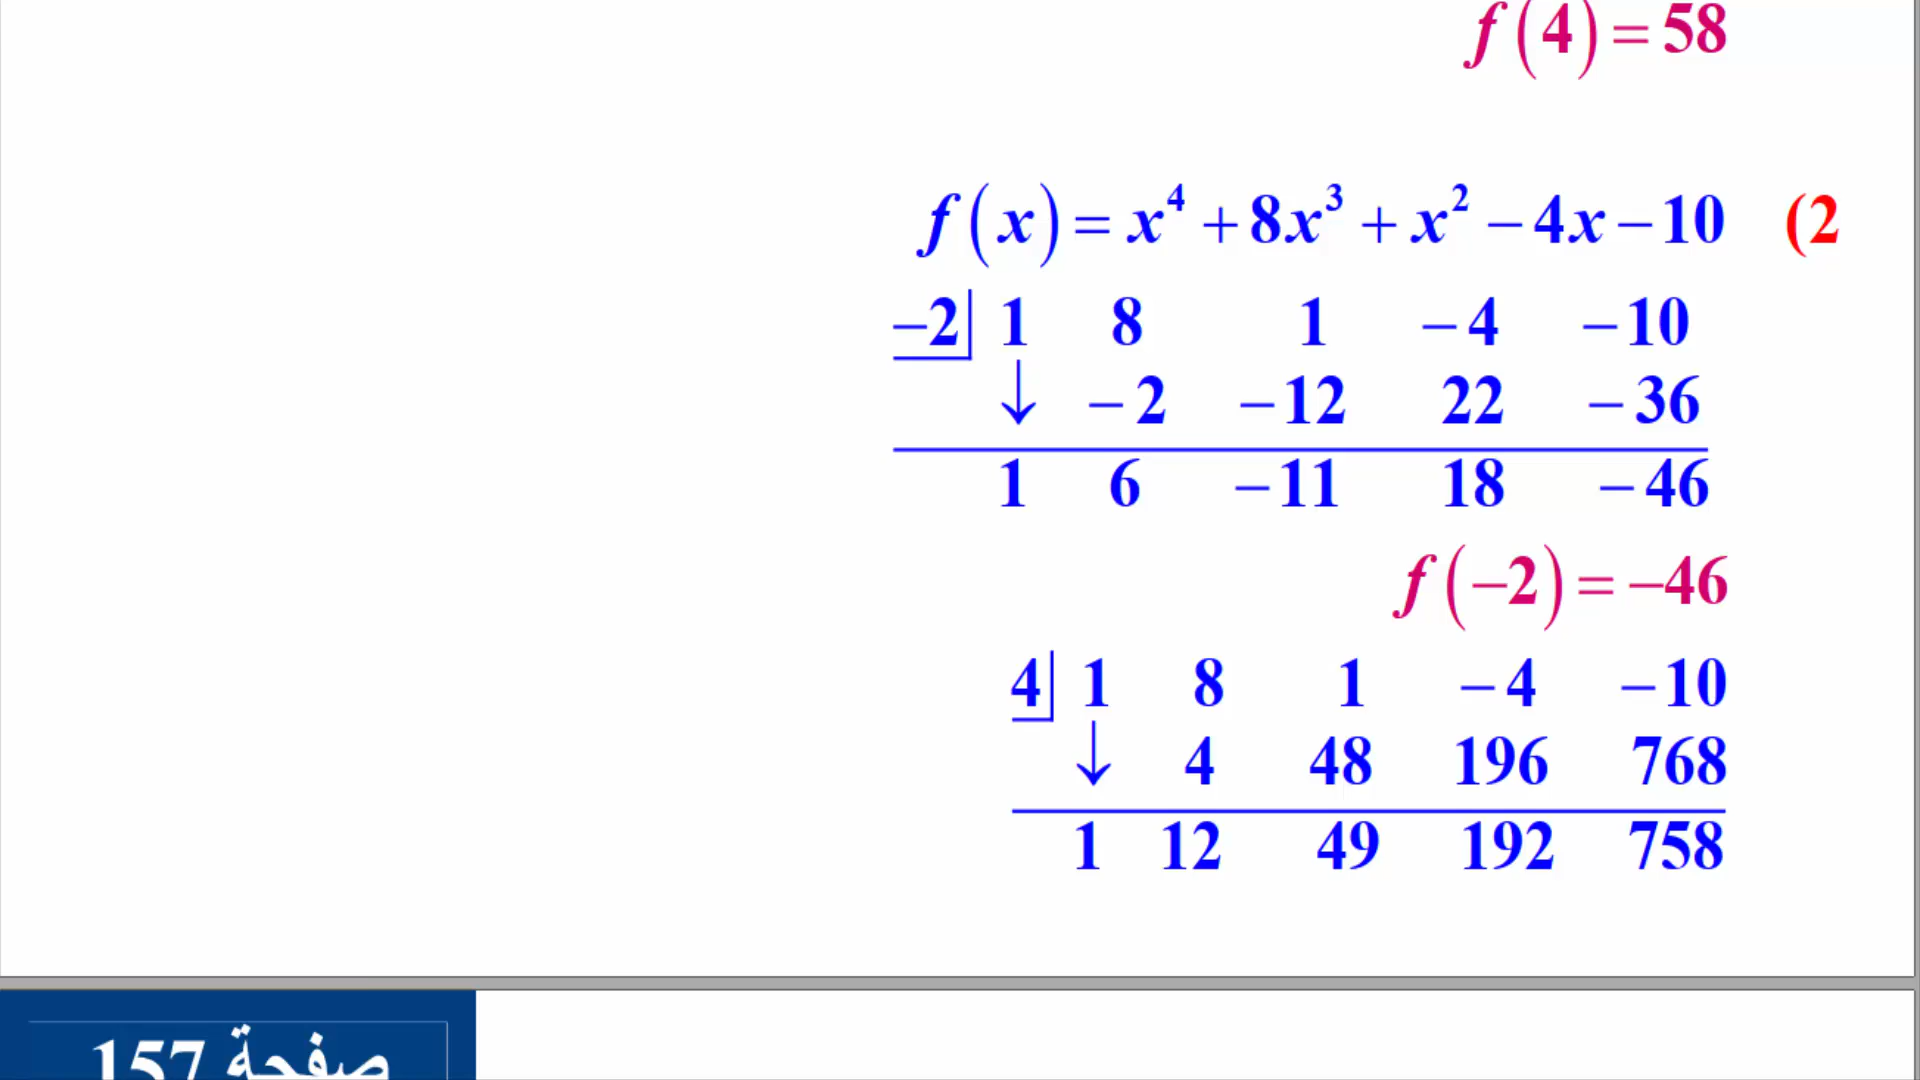 f(4) = 58
(2 f(x) = x⁴ + 8x³ + x² − 4x − 10
−2 1 8 1 −4 −10
↓ −2 −12 22 −36
1 6 −11 18 −46
f(−2) = −46
4 1 8 1 −4 −10
↓ 4 48 196 768
1 12 49 192 758
صفحة 157